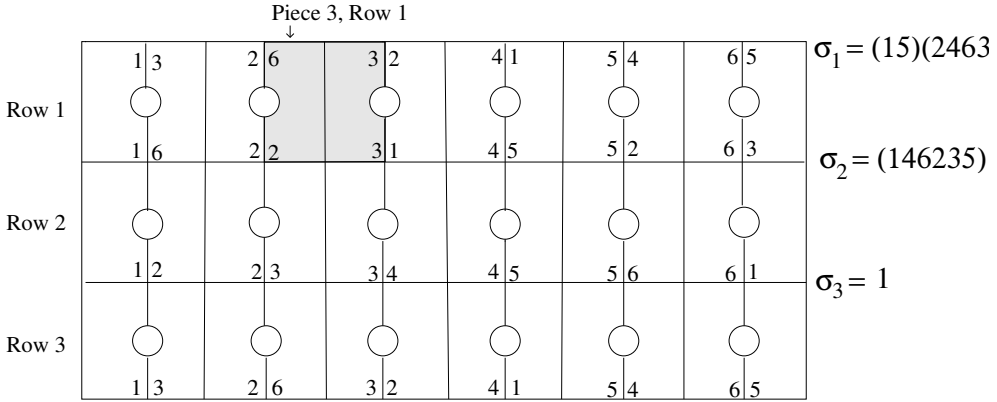 Piece 3, Row 1
↓
1 3 2 6 3 2 4 1 5 4 6 5 σ1 = (15)(2463
Row 1
1 6 2 2 3 1 4 5 5 2 6 3 σ2 = (146235)
Row 2
1 2 2 3 3 4 4 5 5 6 6 1 σ3 = 1
Row 3
1 3 2 6 3 2 4 1 5 4 6 5